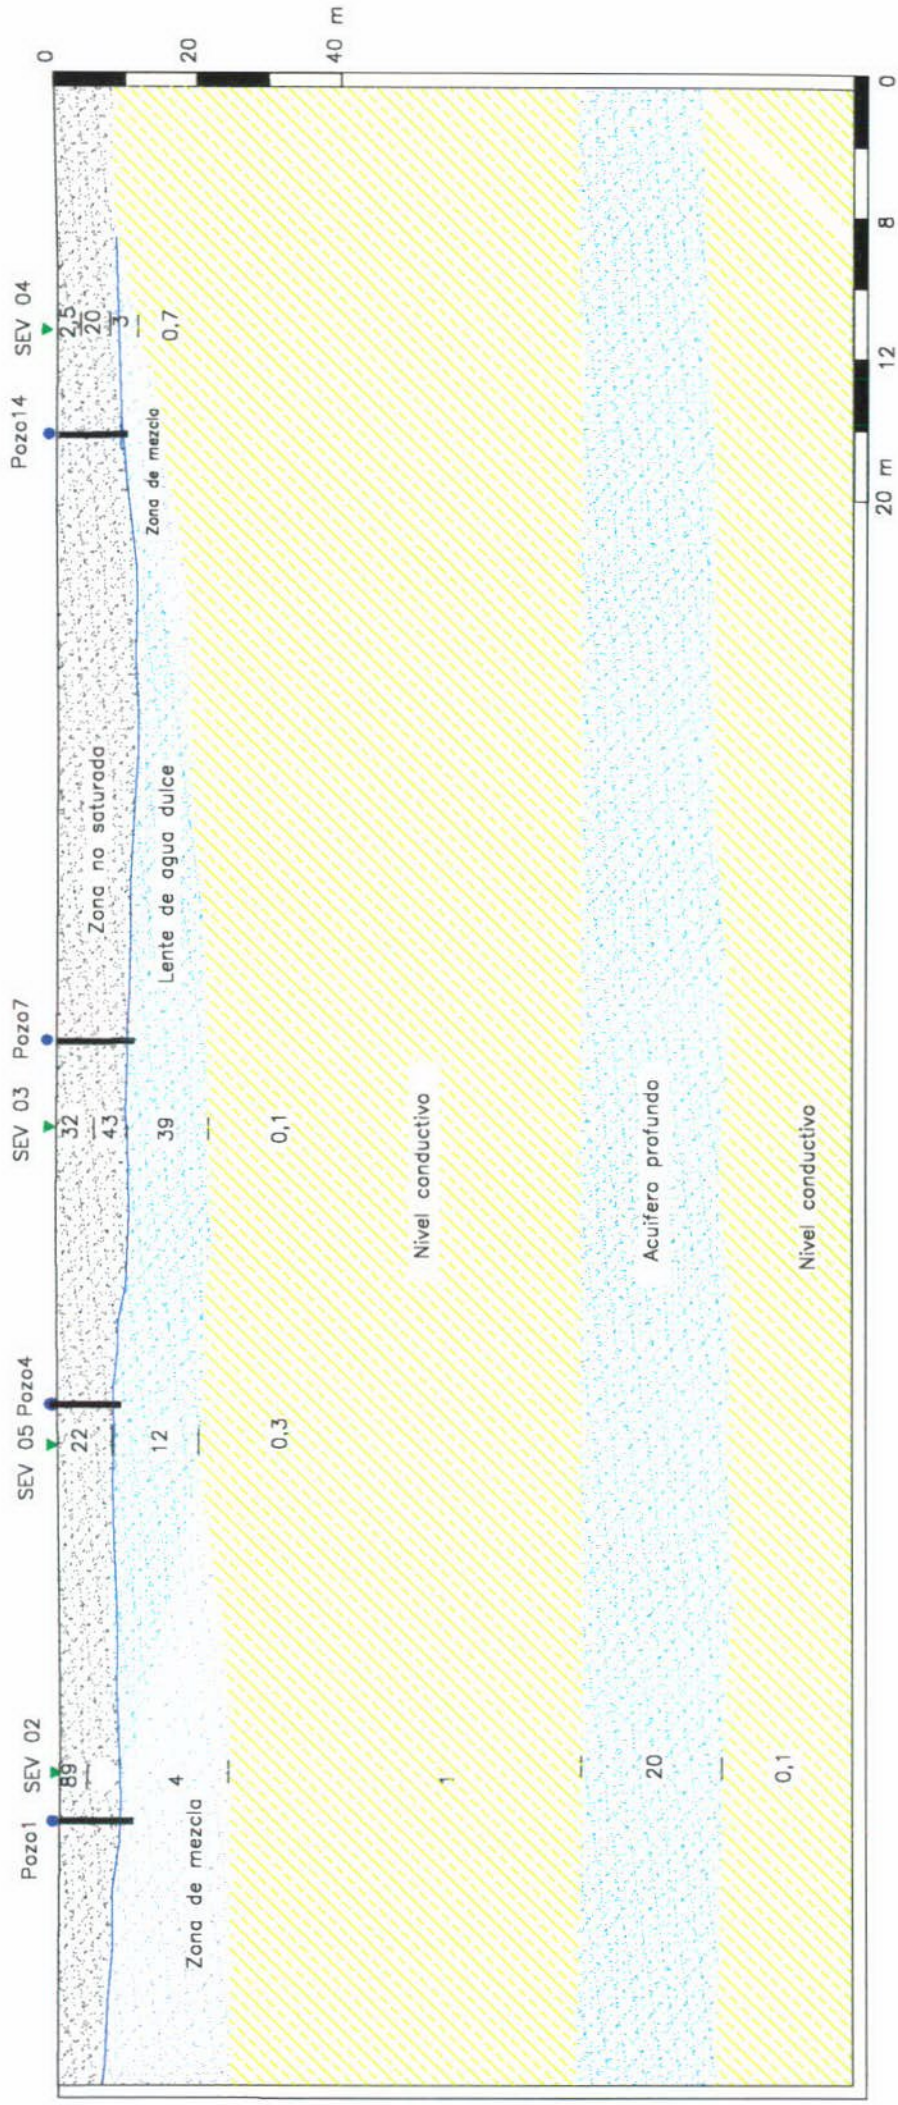 Pozo1
SEV 02
SEV 05
Pozo4
SEV 03
Pozo7
Pozo14
SEV 04
0
20
40 m
89
22
32
43
2,5
20
3
0,7
Zona no saturada
4
12
39
Lente de agua dulce
Zona de mezcla
Zona de mezcla
0,3
0,1
1
Nivel conductivo
20
Acuifero profundo
0,1
Nivel conductivo
20 m
12
8
0